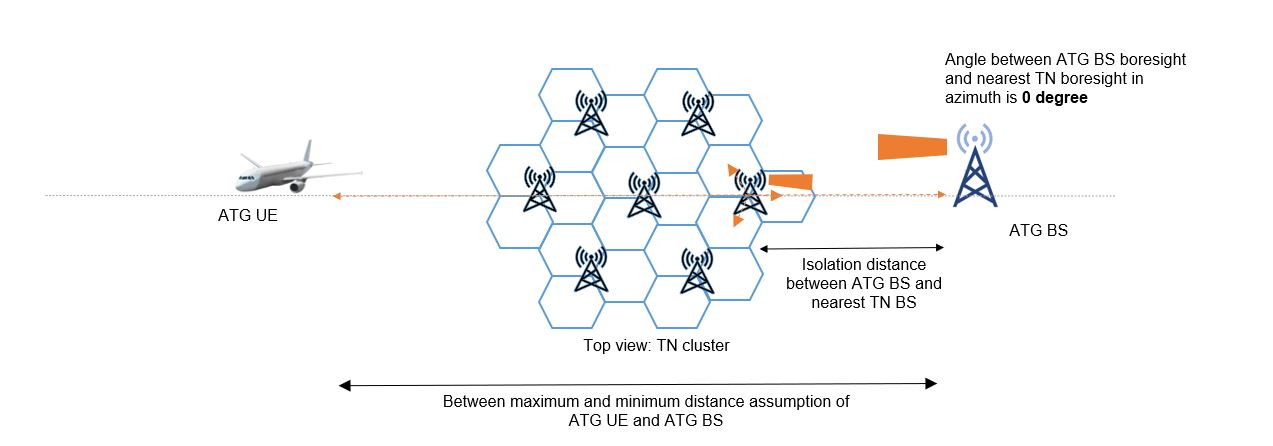 Angle between ATG BS boresight
and nearest TN boresight in
azimuth is 0 degree
ATG UE
ATG BS
Isolation distance
between ATG BS and
nearest TN BS
Top view: TN cluster
Between maximum and minimum distance assumption of
ATG UE and ATG BS